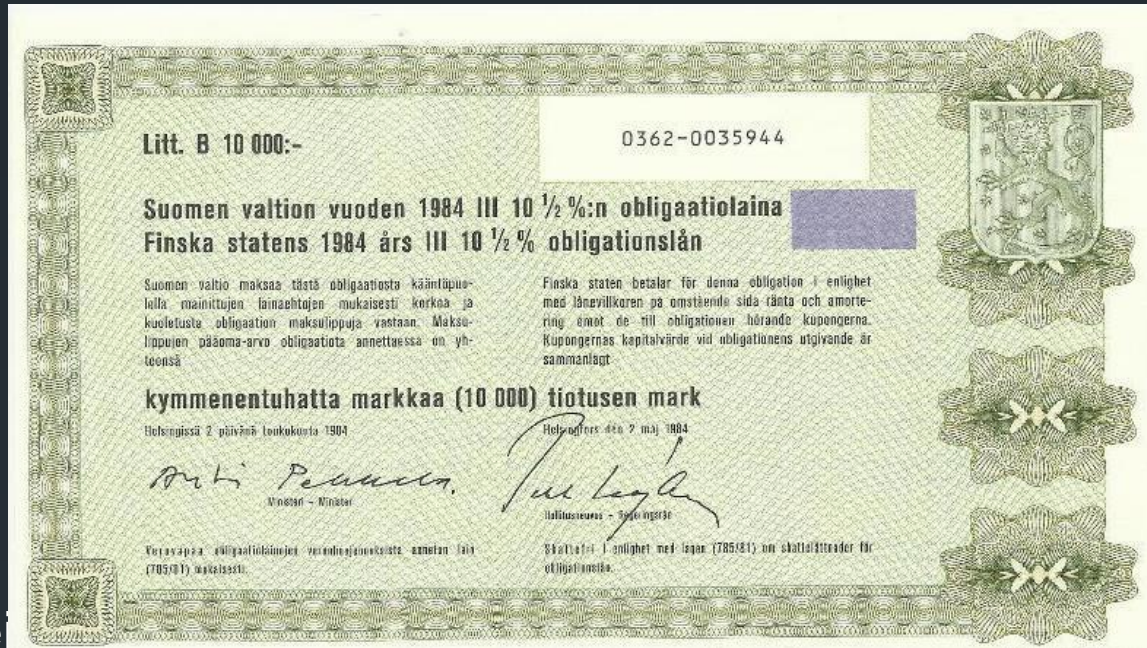 Litt. B 10 000:-
0362-0035944
Suomen valtion vuoden 1984 III 10 ½ %:n obligaatiolaina
Finska statens 1984 års III 10 ½ % obligationslån
Suomen valtio maksaa tästä obligaatiosta kääntöpuo-
lella mainittujen lainaehtojen mukaisesti korkoa ja
kuoletusta obligaation maksulippuja vastaan. Maksu-
lippujen pääoma-arvo obligaatiota annettaessa on yh-
teensä
Finska staten betalar för denna obligation i enlighet
med lånevillkoren på omstående sida ränta och amorte-
ring emot de till obligationen hörande kupongerna.
Kupongernas kapitalvärde vid obligationens utgivande är
sammanlagt
kymmenentuhatta markkaa (10 000) tiotusen mark
Helsingissä 2 päivänä toukokuuta 1984
Helsingfors den 2 maj 1984
Ministeri – Minister
Hallitusneuvos – Regeringsråd
Verovapaa obligaatiolainojen veronhuojennuksista annetun lain
(785/81) mukaisesti.
Skattefri i enlighet med lagen (785/81) om skattelättnader för
obligationslån.